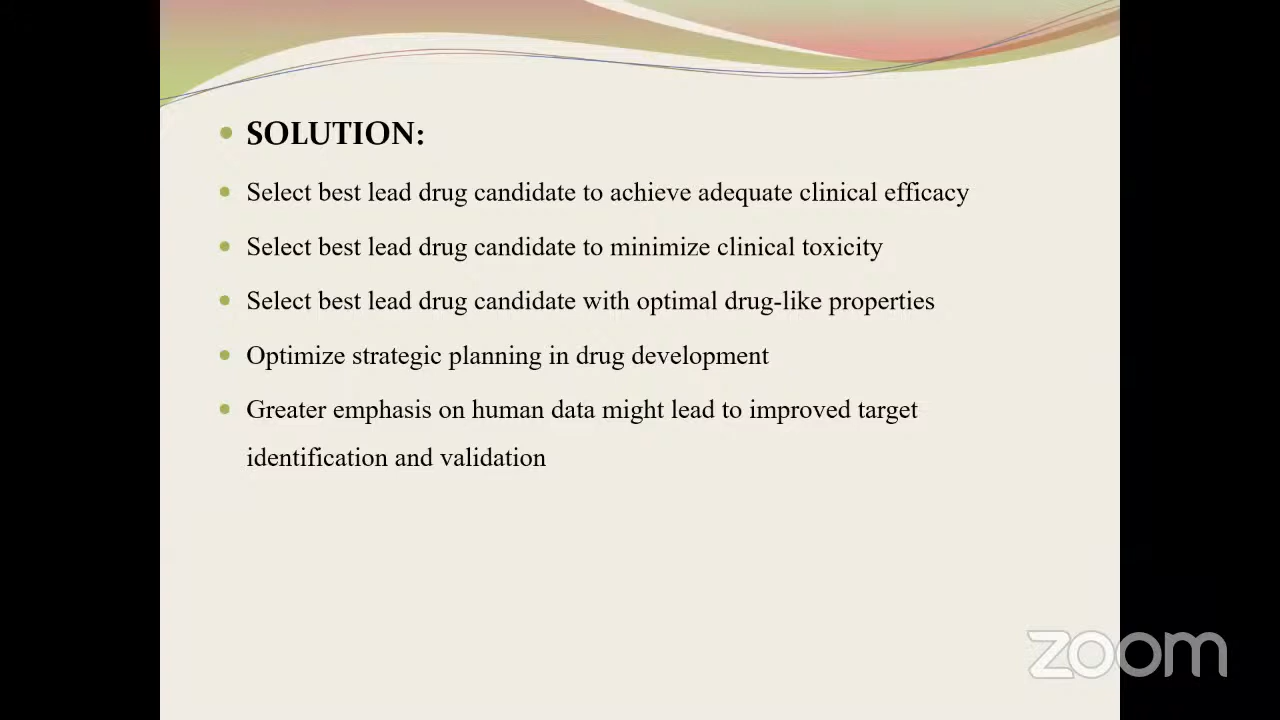 SOLUTION:
Select best lead drug candidate to achieve adequate clinical efficacy
Select best lead drug candidate to minimize clinical toxicity
Select best lead drug candidate with optimal drug-like properties
Optimize strategic planning in drug development
Greater emphasis on human data might lead to improved target
identification and validation
zoom